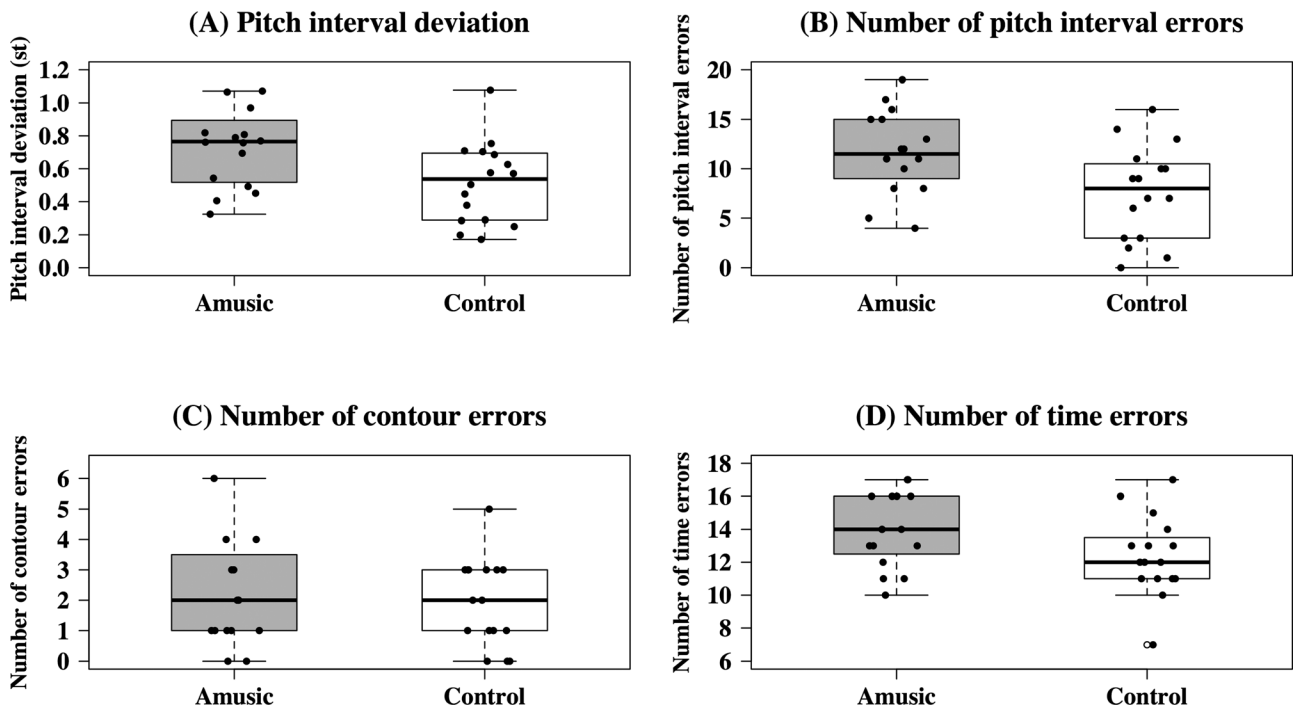 (A) Pitch interval deviation
Pitch interval deviation (st)
1.2
1.0
0.8
0.6
0.4
0.2
0.0
Amusic Control
(B) Number of pitch interval errors
Number of pitch interval errors
20
15
10
5
0
Amusic Control
(C) Number of contour errors
Number of contour errors
6
5
4
3
2
1
0
Amusic Control
(D) Number of time errors
Number of time errors
18
16
14
12
10
8
6
Amusic Control